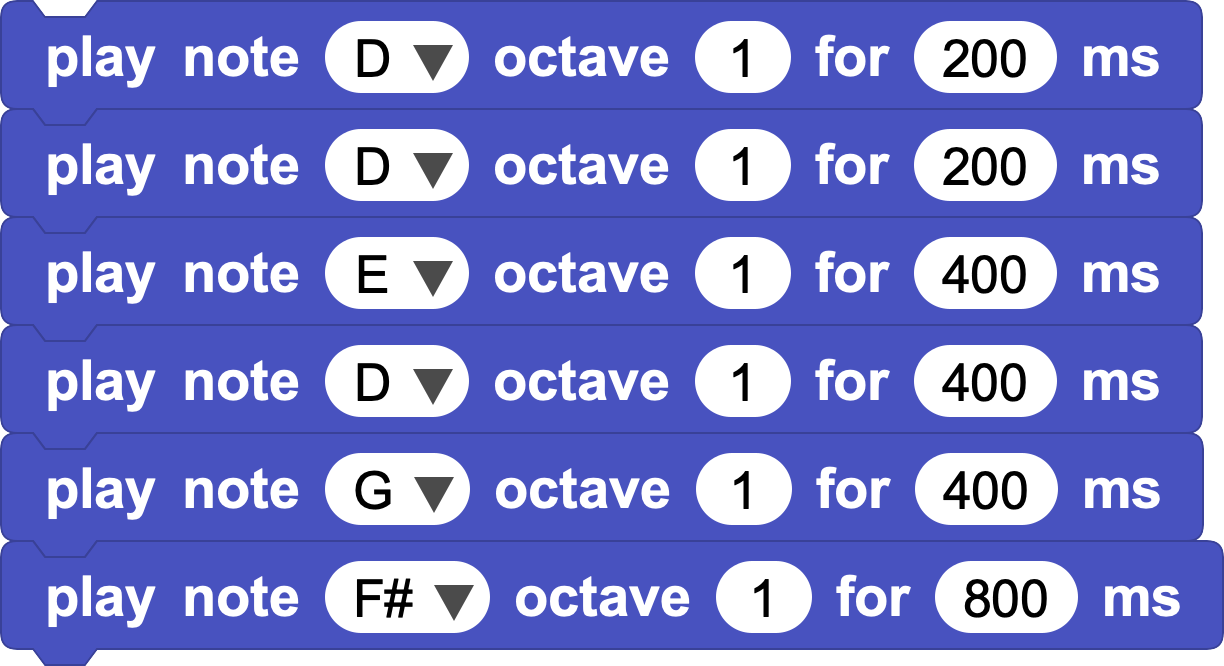 play note D ▼ octave 1 for 200 ms
play note D ▼ octave 1 for 200 ms
play note E ▼ octave 1 for 400 ms
play note D ▼ octave 1 for 400 ms
play note G ▼ octave 1 for 400 ms
play note F# ▼ octave 1 for 800 ms